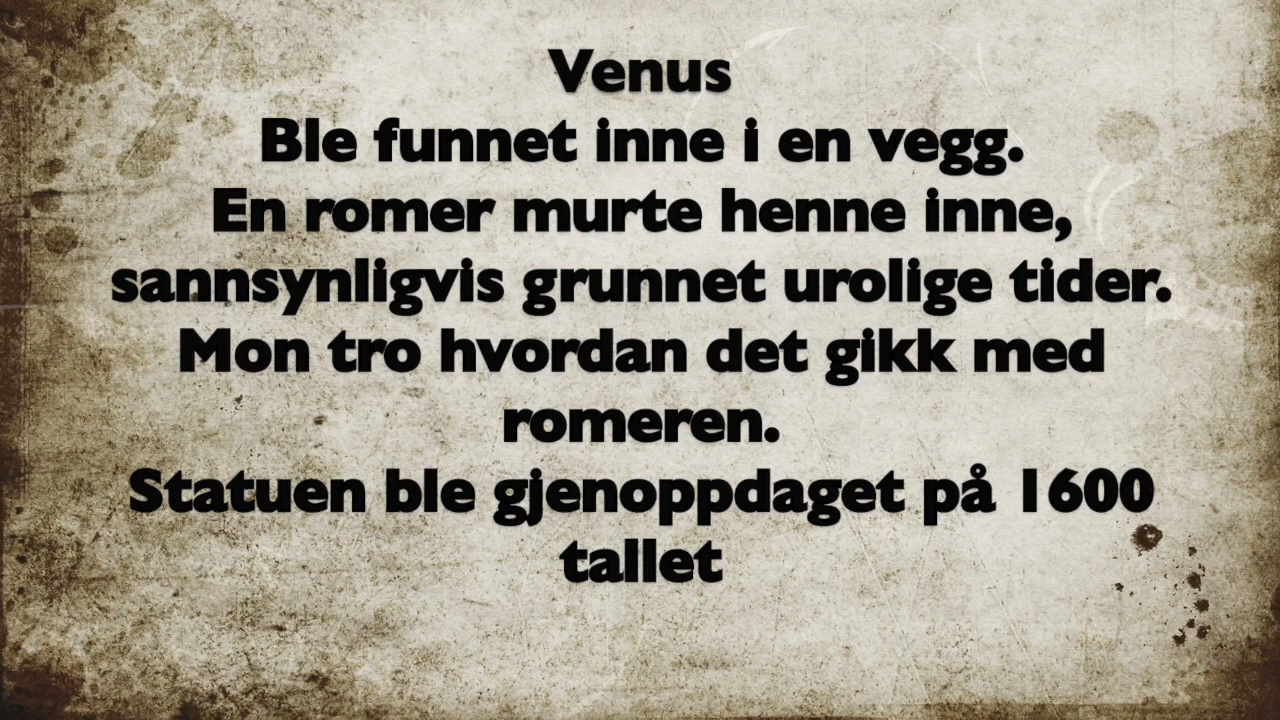 Venus
Ble funnet inne i en vegg.
En romer murte henne inne,
sannsynligvis grunnet urolige tider.
Mon tro hvordan det gikk med
romeren.
Statuen ble gjenoppdaget på 1600
tallet